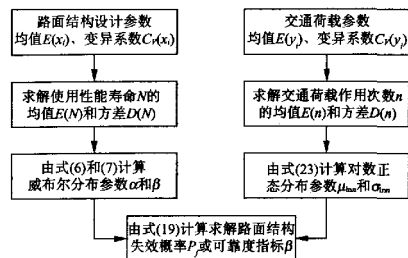 路面结构设计参数
均值E(xᵢ)、变异系数Cᵥ(xᵢ)
求解使用性能寿命N的
均值E(N)和方差D(N)
由式(6)和(7)计算
威布尔分布参数α和β
交通荷载参数
均值E(yᵢ)、变异系数Cᵥ(yᵢ)
求解交通荷载作用次数n
的均值E(n)和方差D(n)
由式(23)计算对数正
态分布参数μlnn和σlnn
由式(19)计算求解路面结构
失效概率Pf或可靠度指标β